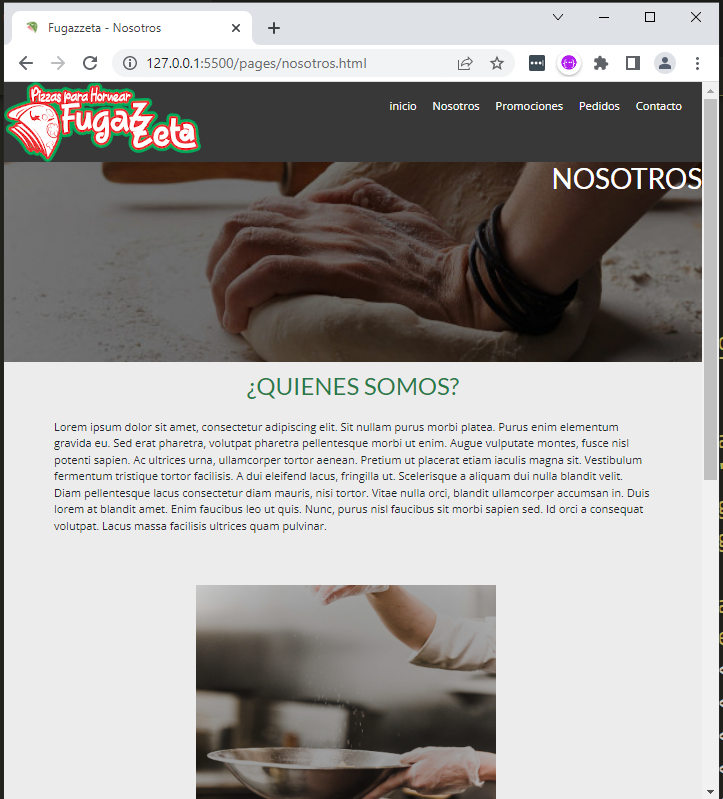 Fugazzeta - Nosotros
127.0.0.1:5500/pages/nosotros.html
Pizzas para Hornear
FugaZzeta
inicio Nosotros Promociones Pedidos Contacto
NOSOTROS
¿QUIENES SOMOS?
Lorem ipsum dolor sit amet, consectetur adipiscing elit. Sit nullam purus morbi platea. Purus enim elementum
gravida eu. Sed erat pharetra, volutpat pharetra pellentesque morbi ut enim. Augue vulputate montes, fusce nisl
potenti sapien. Ac ultrices urna, ullamcorper tortor aenean. Pretium ut placerat etiam iaculis magna sit. Vestibulum
fermentum tristique tortor facilisis. A dui eleifend lacus, fringilla ut. Scelerisque a aliquam dui nulla blandit velit.
Diam pellentesque lacus consectetur diam mauris, nisi tortor. Vitae nulla orci, blandit ullamcorper accumsan in. Duis
lorem at blandit amet. Enim faucibus leo ut quis. Nunc, purus nisl faucibus sit morbi sapien sed. Id orci a consequat
volutpat. Lacus massa facilisis ultrices quam pulvinar.